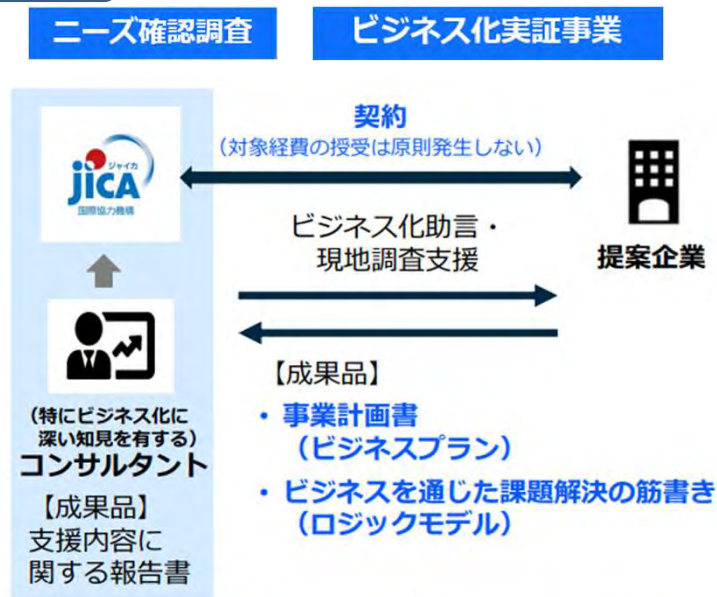 ニーズ確認調査
ビジネス化実証事業
ジャイカ
jICA
国際協力機構
契約
（対象経費の授受は原則発生しない）
ビジネス化助言・
現地調査支援
提案企業
（特にビジネス化に
深い知見を有する）
コンサルタント
【成果品】
支援内容に
関する報告書
【成果品】
・事業計画書
（ビジネスプラン）
・ビジネスを通じた課題解決の筋書き
（ロジックモデル）